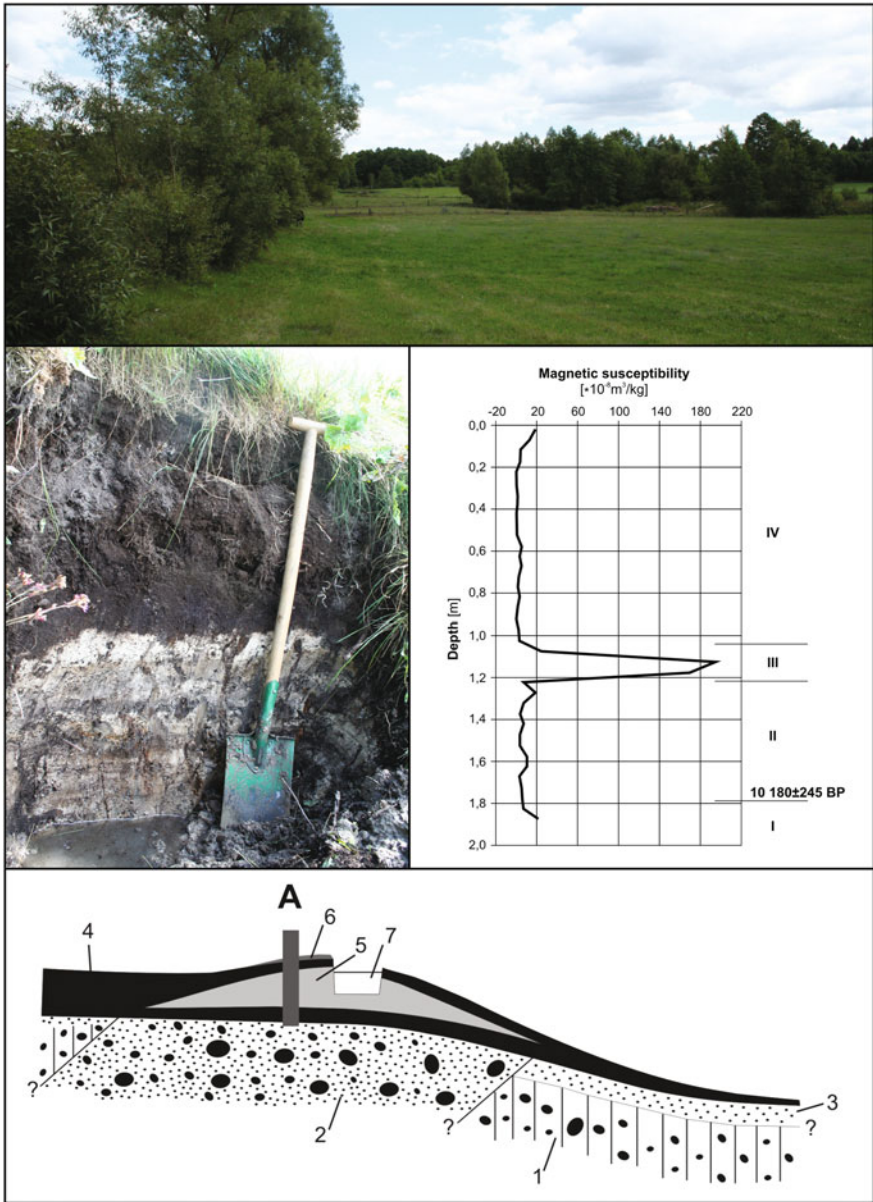 Magnetic susceptibility
[*10⁻⁸m³/kg]
-20 20 60 100 140 180 220
0,0
0,2
0,4
IV
0,6
0,8
Depth [m]
1,0
III
1,2
1,4
II
1,6
10 180±245 BP
1,8
I
2,0
A
6
4
5
7
?
3
?
?
2
1